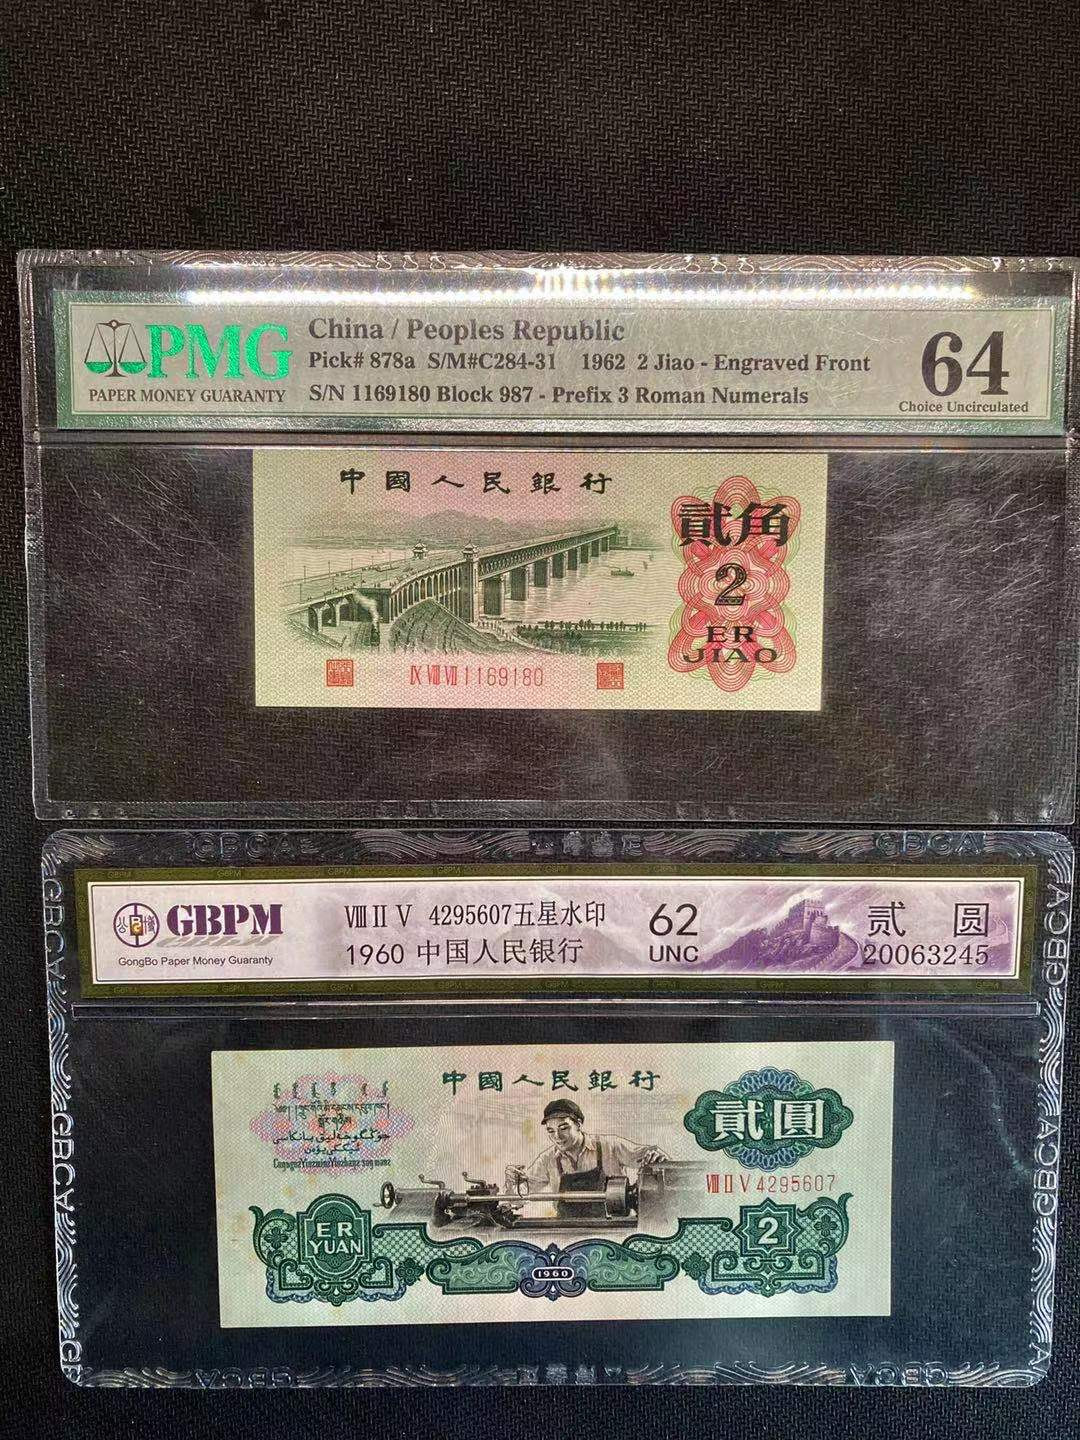 PMG
PAPER MONEY GUARANTY
China / Peoples Republic
Pick# 878a S/M#C284-31 1962 2 Jiao - Engraved Front
S/N 1169180 Block 987 - Prefix 3 Roman Numerals
64
Choice Uncirculated
中國人民銀行
貳角
2
ER
JIAO
Ⅸ Ⅷ Ⅶ 1169180
GBPM
GongBo Paper Money Guaranty
Ⅷ Ⅱ Ⅴ 4295607五星水印
1960 中国人民银行
62
UNC
贰 圆
20063245
中國人民銀行
貳圓
Ⅷ Ⅱ Ⅴ 4295607
ER
YUAN
2
1960